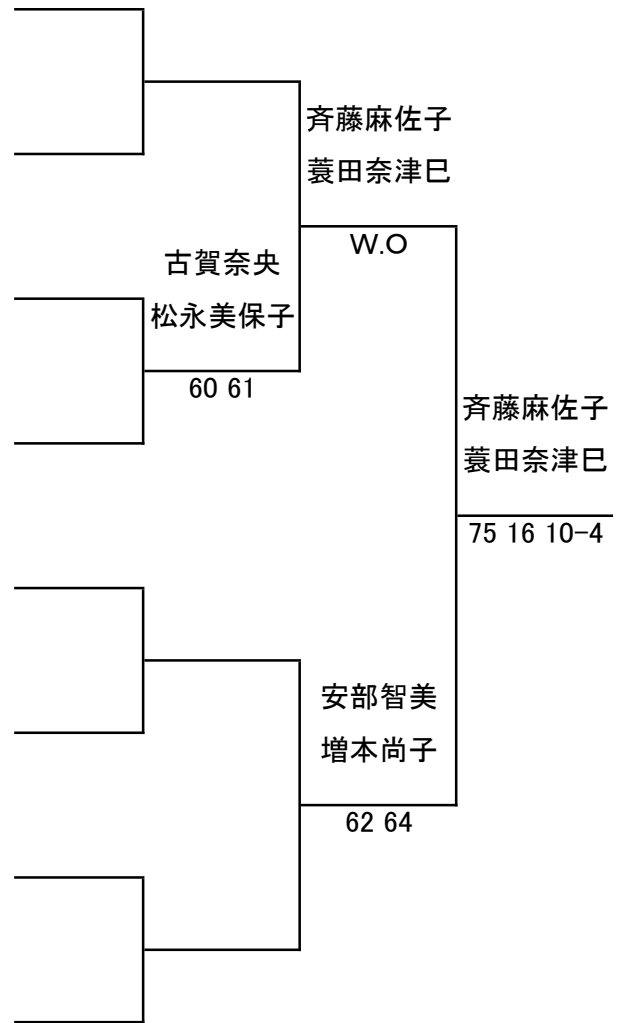 斉藤麻佐子
蓑田奈津巳
W.O
古賀奈央
松永美保子
60 61
斉藤麻佐子
蓑田奈津巳
75 16 10-4
安部智美
増本尚子
62 64